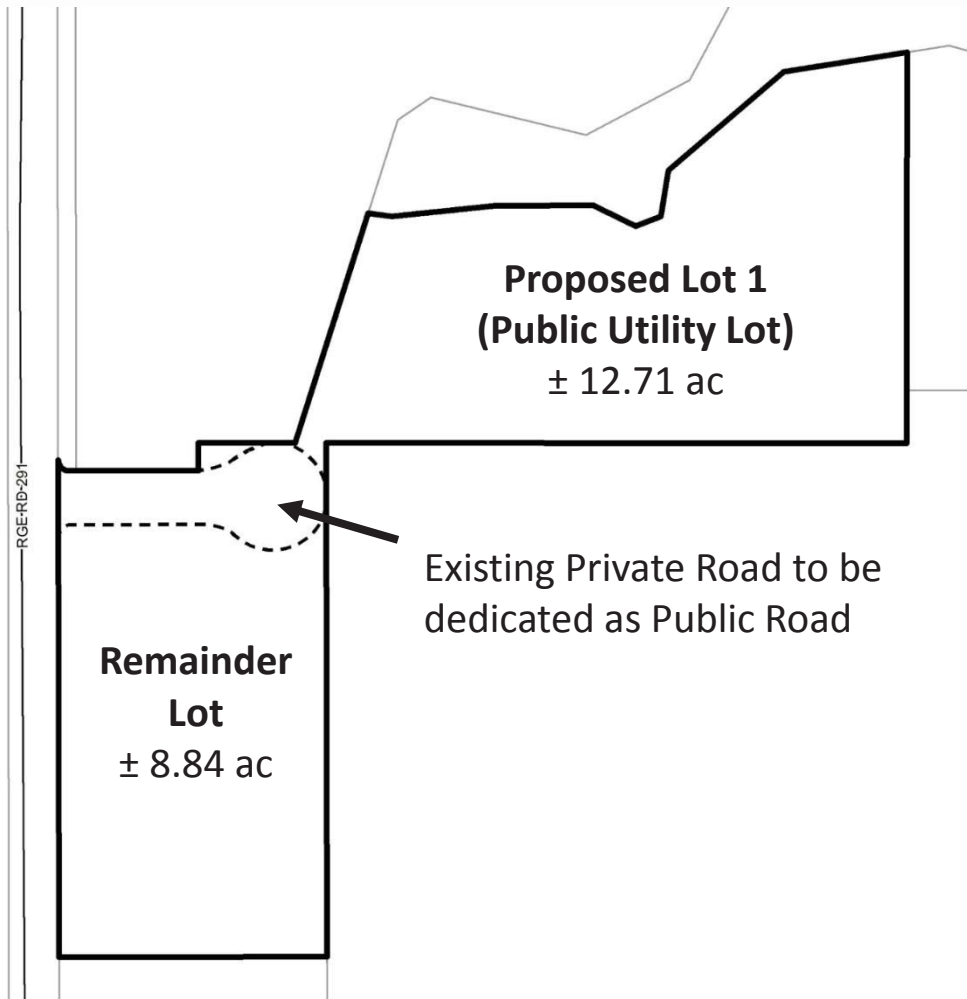 Proposed Lot 1
(Public Utility Lot)
± 12.71 ac
RGE-RD-291
Existing Private Road to be
dedicated as Public Road
Remainder
Lot
± 8.84 ac